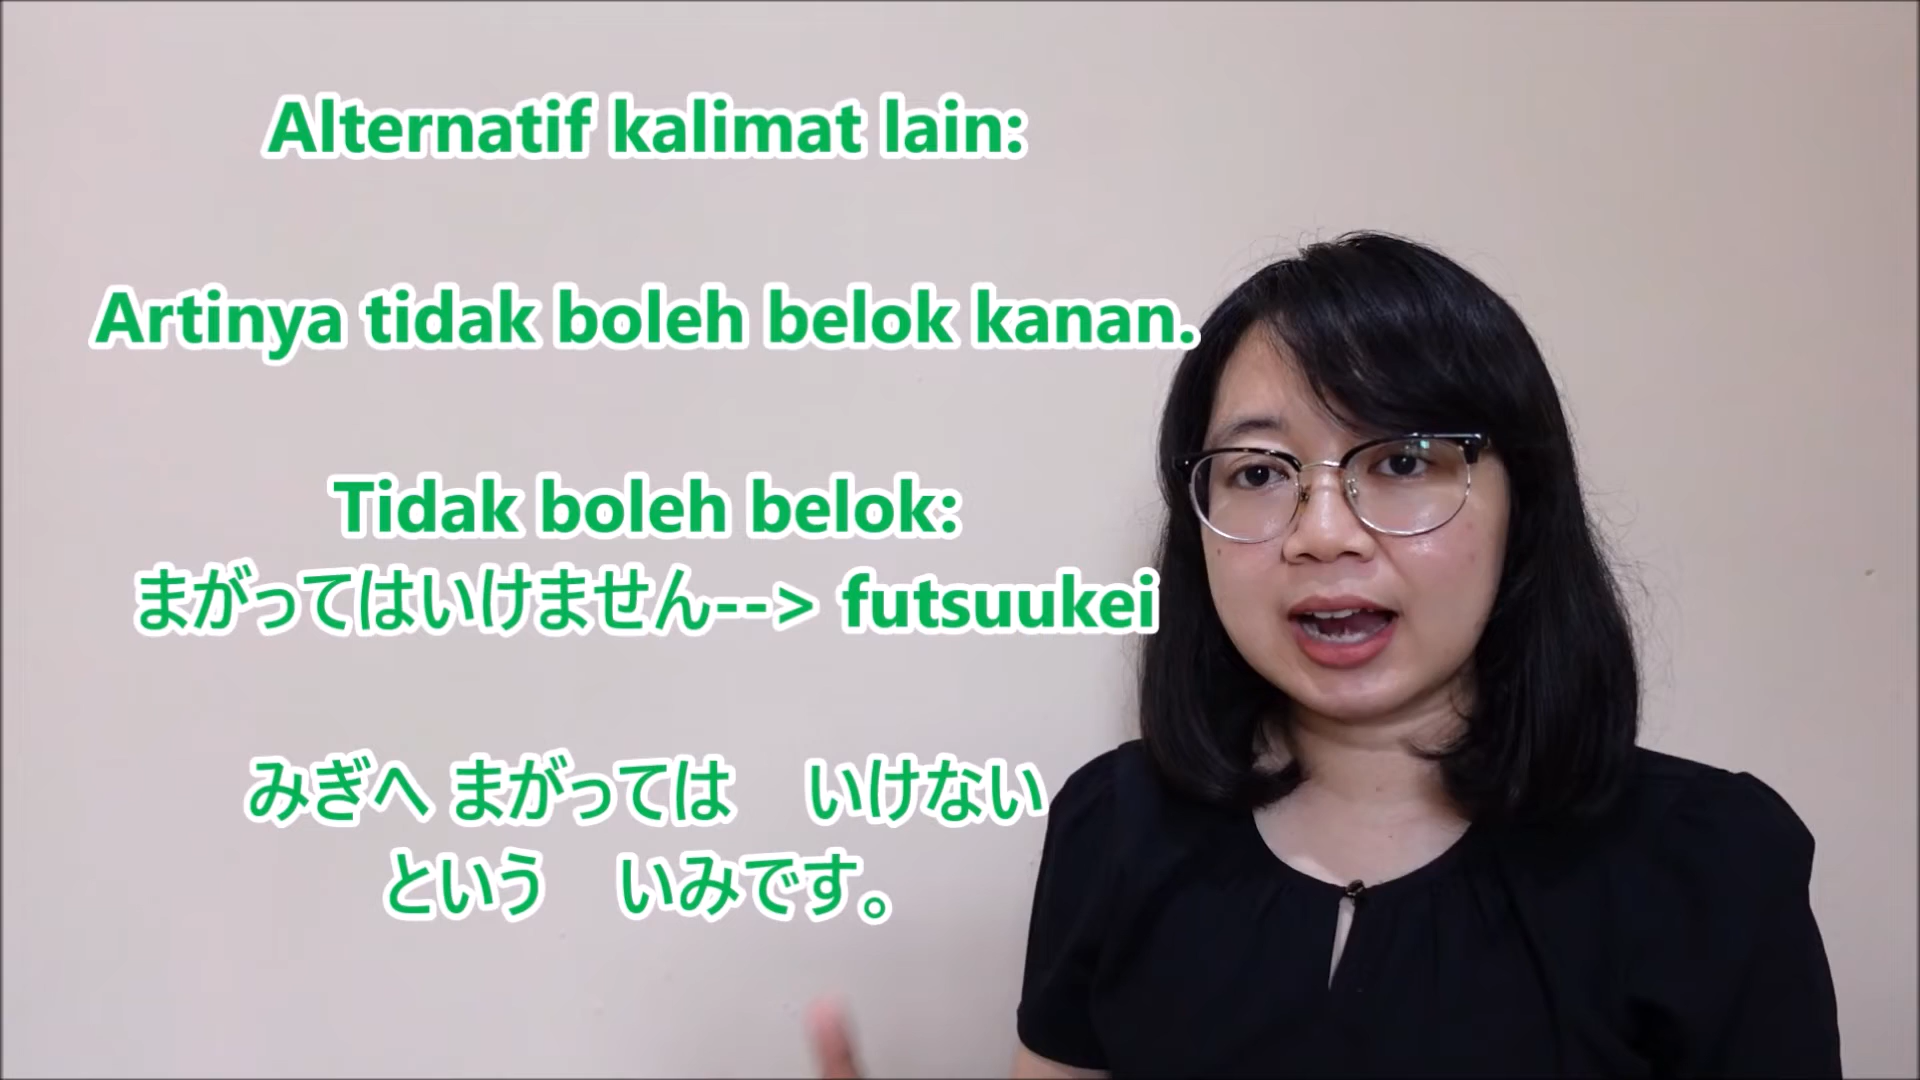 Alternatif kalimat lain:
Artinya tidak boleh belok kanan.
Tidak boleh belok:
まがってはいけません--> futsuukei
みぎへ まがっては　いけない
という　いみです。